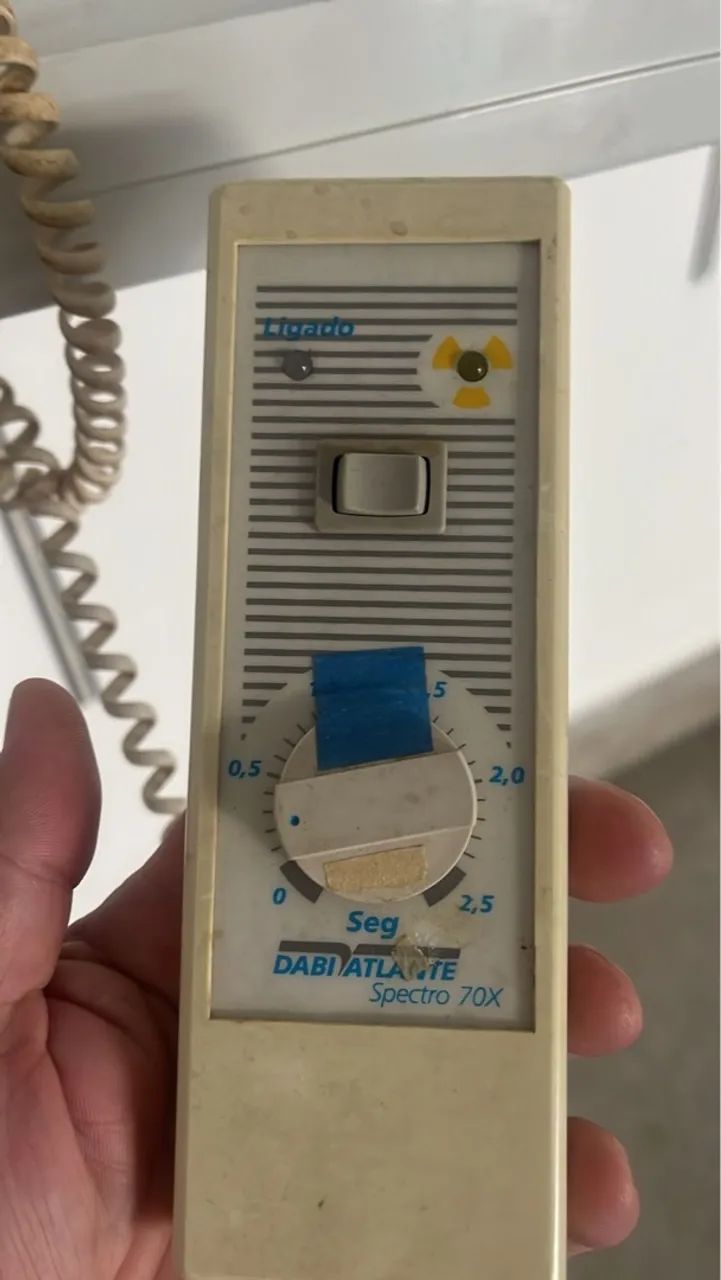 Ligado
,5
0,5
2,0
0
2,5
Seg
DABI ATLANTE
Spectro 70X